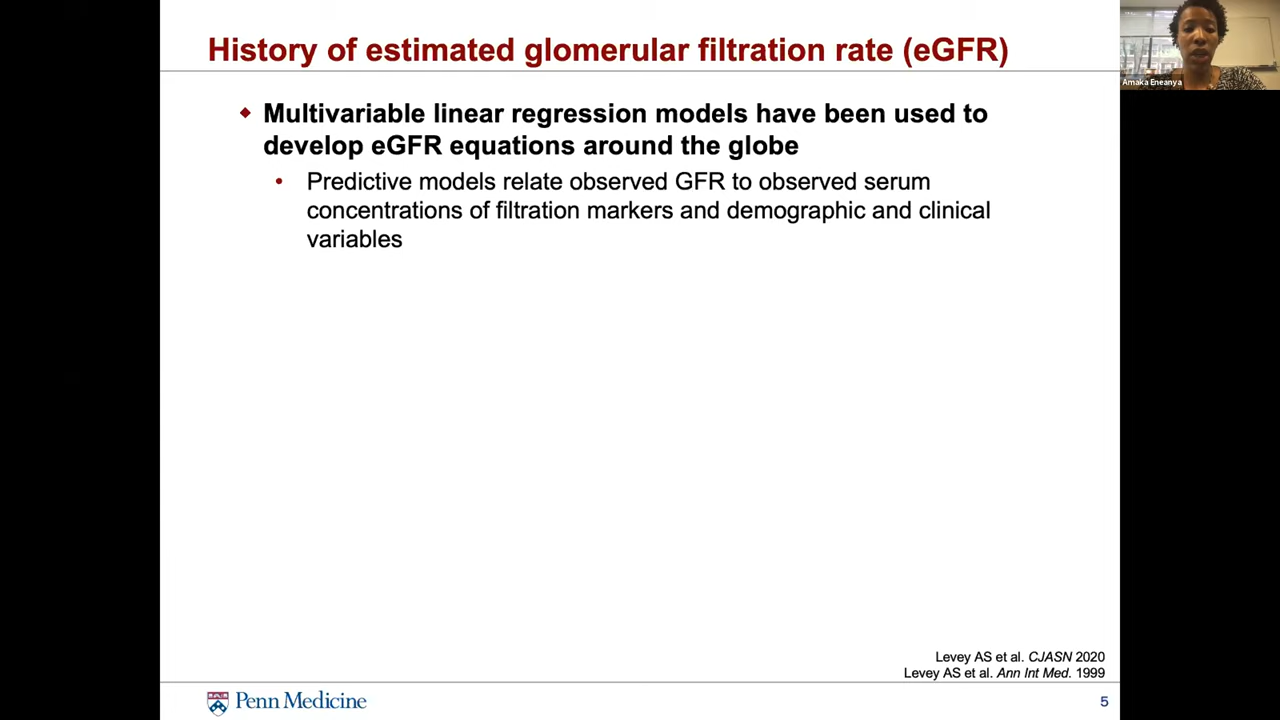 History of estimated glomerular filtration rate (eGFR)
Amaka Eneanya
Multivariable linear regression models have been used to
develop eGFR equations around the globe
• Predictive models relate observed GFR to observed serum
concentrations of filtration markers and demographic and clinical
variables
Levey AS et al. CJASN 2020
Levey AS et al. Ann Int Med. 1999
Penn Medicine
5